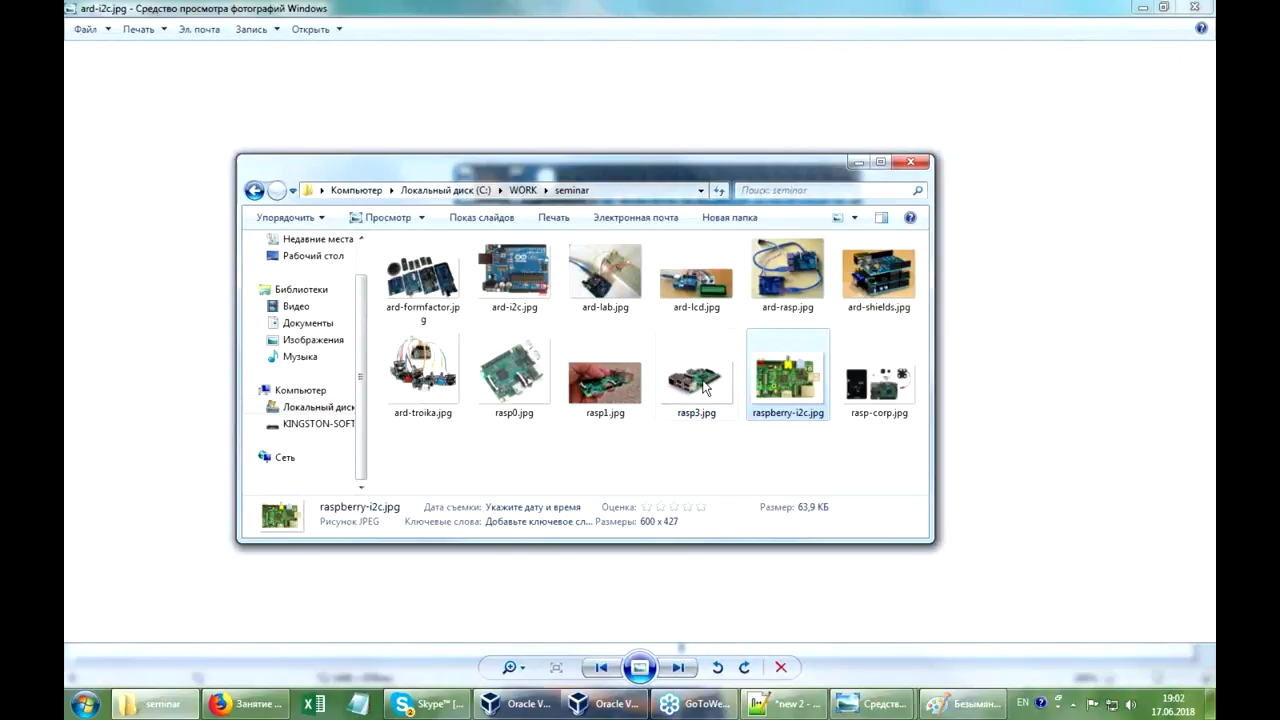 ard-i2c.jpg - Средство просмотра фотографий Windows
Файл Печать Эл. почта Запись Открыть
Компьютер Локальный диск (C:) WORK seminar Поиск: seminar
Упорядочить Просмотр Показ слайдов Печать Электронная почта Новая папка
Недавние места
Рабочий стол
Библиотеки
Видео
Документы
Изображения
Музыка
Компьютер
Локальный диск
KINGSTON-SOFT
Сеть
ard-formfactor.jp
g
ard-i2c.jpg
ard-lab.jpg
ard-lcd.jpg
ard-rasp.jpg
ard-shields.jpg
ard-troika.jpg
rasp0.jpg
rasp1.jpg
rasp3.jpg
raspberry-i2c.jpg
rasp-corp.jpg
raspberry-i2c.jpg Дата съемки: Укажите дату и время Оценка: Размер: 63,9 КБ
Рисунок JPEG Ключевые слова: Добавьте ключевое сл... Размеры: 600 x 427
seminar Занятие ... Skype™ [... Oracle V... Oracle V... GoToWe... *new 2 - ... Средств... Безымян... EN 19:02
17.06.2018